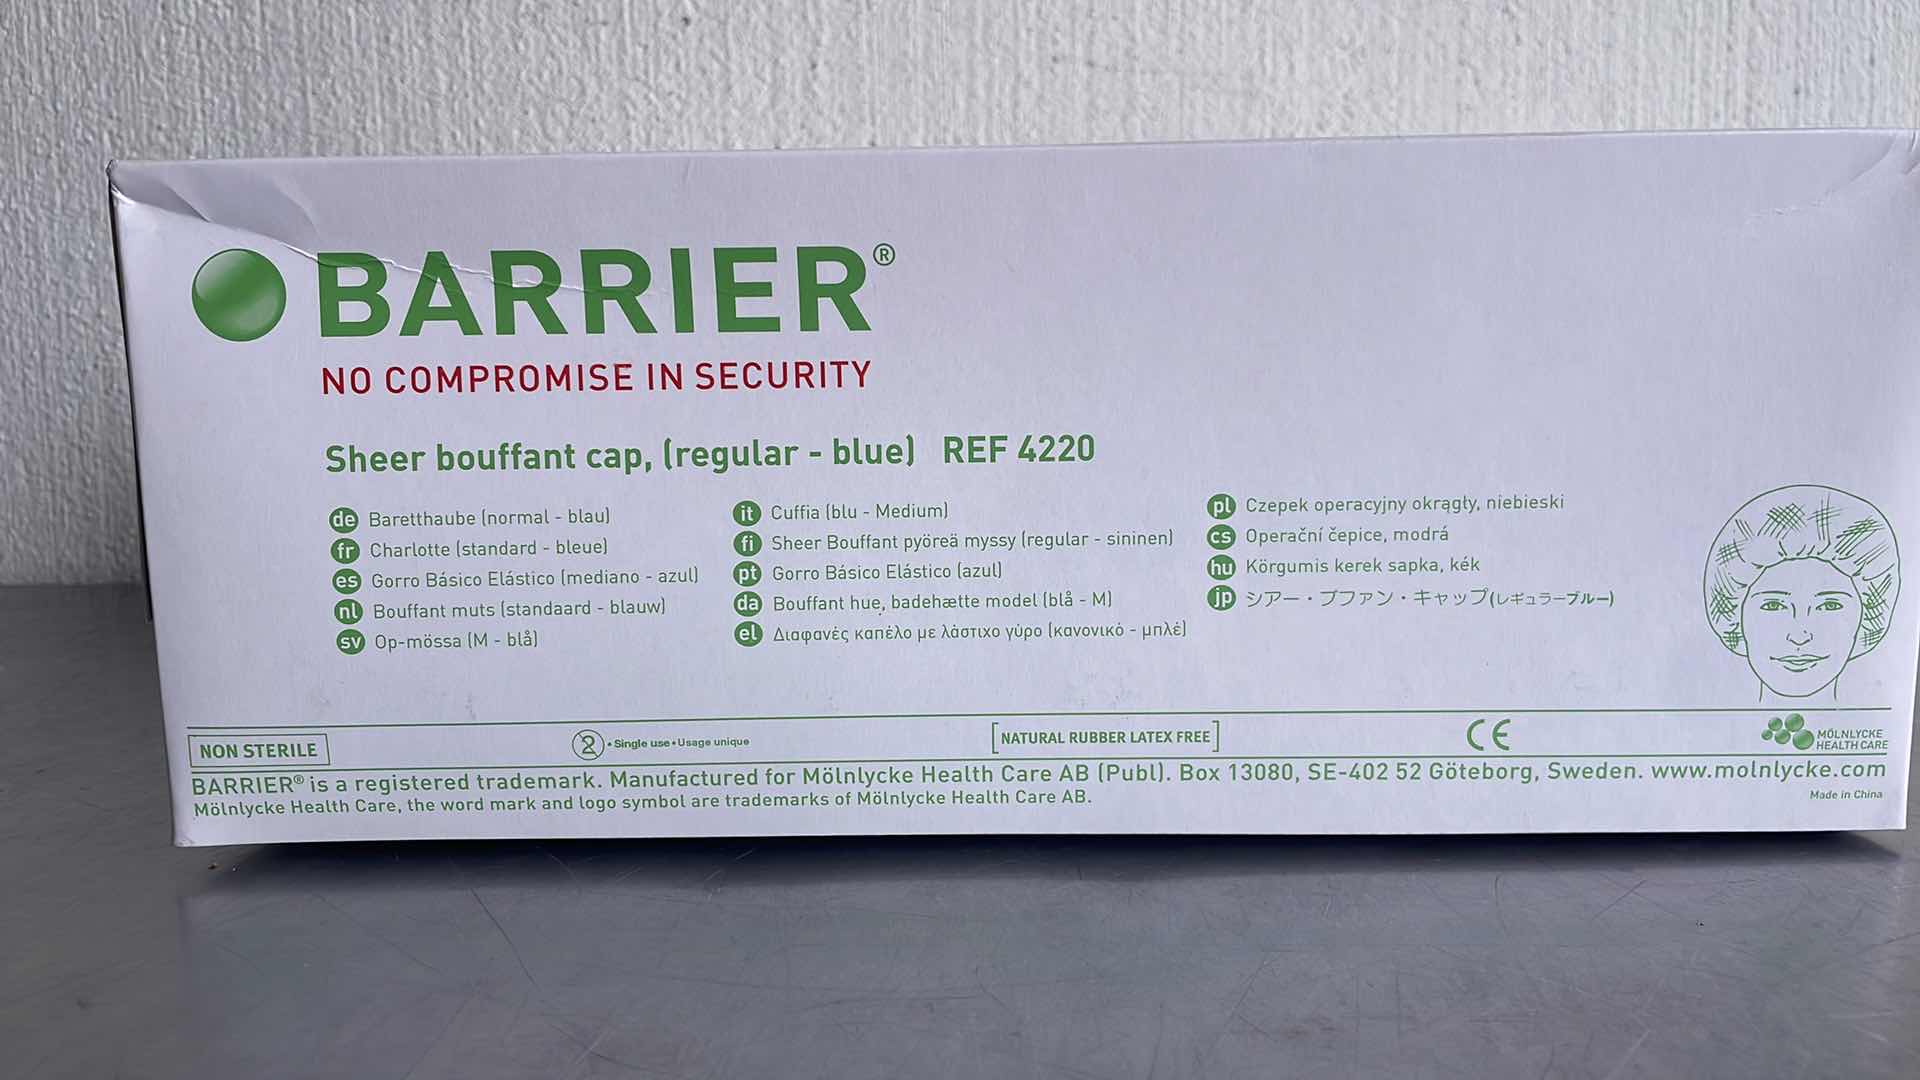 BARRIER®
NO COMPROMISE IN SECURITY
Sheer bouffant cap, (regular - blue) REF 4220
de Baretthaube (normal - blau)
fr Charlotte (standard - bleue)
es Gorro Básico Elástico (mediano - azul)
nl Bouffant muts (standaard - blauw)
sv Op-mössa (M - blå)
it Cuffia (blu - Medium)
fi Sheer Bouffant pyöreä myssy (regular - sininen)
pt Gorro Básico Elástico (azul)
da Bouffant hue, badehætte model (blå - M)
el Διαφανές καπέλο με λάστιχο γύρο (κανονικό - μπλέ)
pl Czepek operacyjny okrągły, niebieski
cs Operační čepice, modrá
hu Körgumis kerek sapka, kék
jp シアー・ブファン・キャップ(レギュラーブルー)
NON STERILE
2 • Single use • Usage unique
[NATURAL RUBBER LATEX FREE]
CE
MÖLNLYCKE
HEALTH CARE
BARRIER® is a registered trademark. Manufactured for Mölnlycke Health Care AB (Publ). Box 13080, SE-402 52 Göteborg, Sweden. www.molnlycke.com
Mölnlycke Health Care, the word mark and logo symbol are trademarks of Mölnlycke Health Care AB.
Made in China